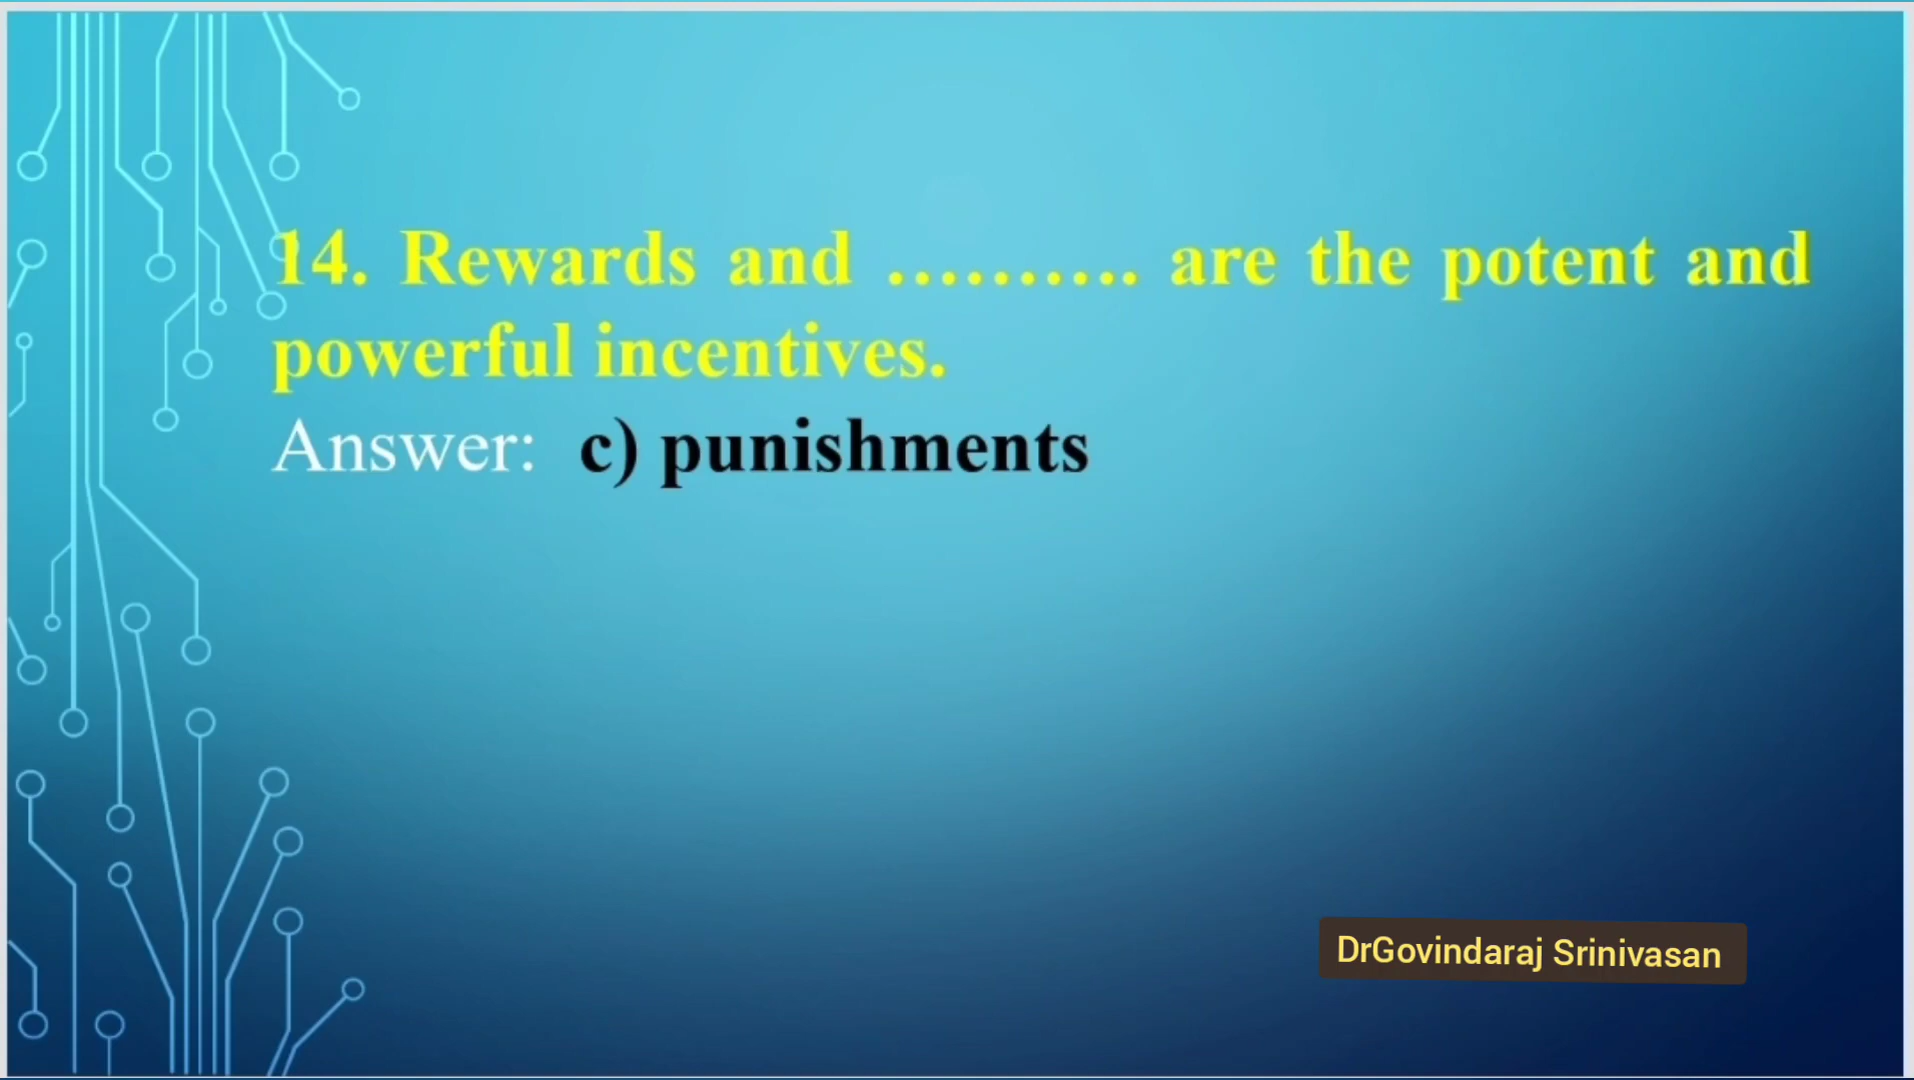 14. Rewards and ………. are the potent and
powerful incentives.
Answer: c) punishments
DrGovindaraj Srinivasan